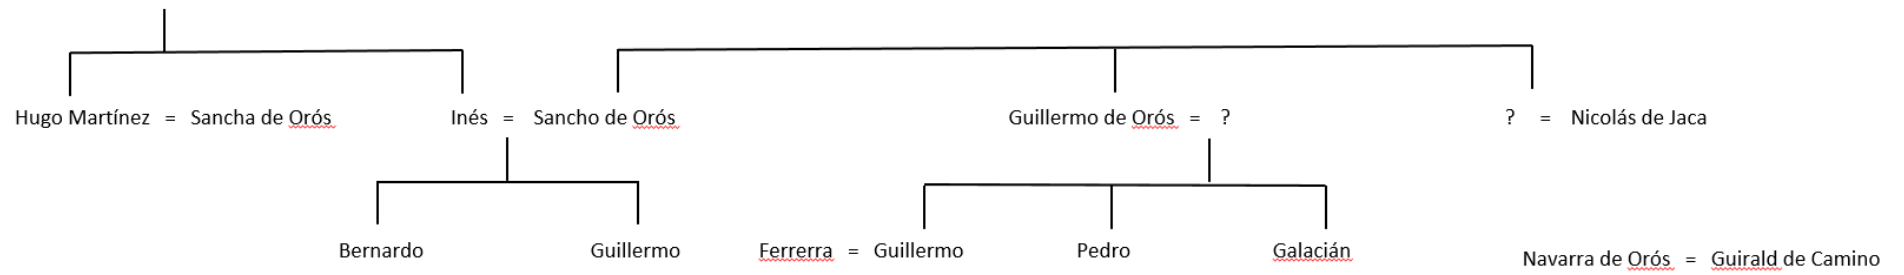 Hugo Martínez = Sancha de Orós Inés = Sancho de Orós Guillermo de Orós = ? ? = Nicolás de Jaca
Bernardo Guillermo Ferrerra = Guillermo Pedro Galacián
Navarra de Orós = Guirald de Camino